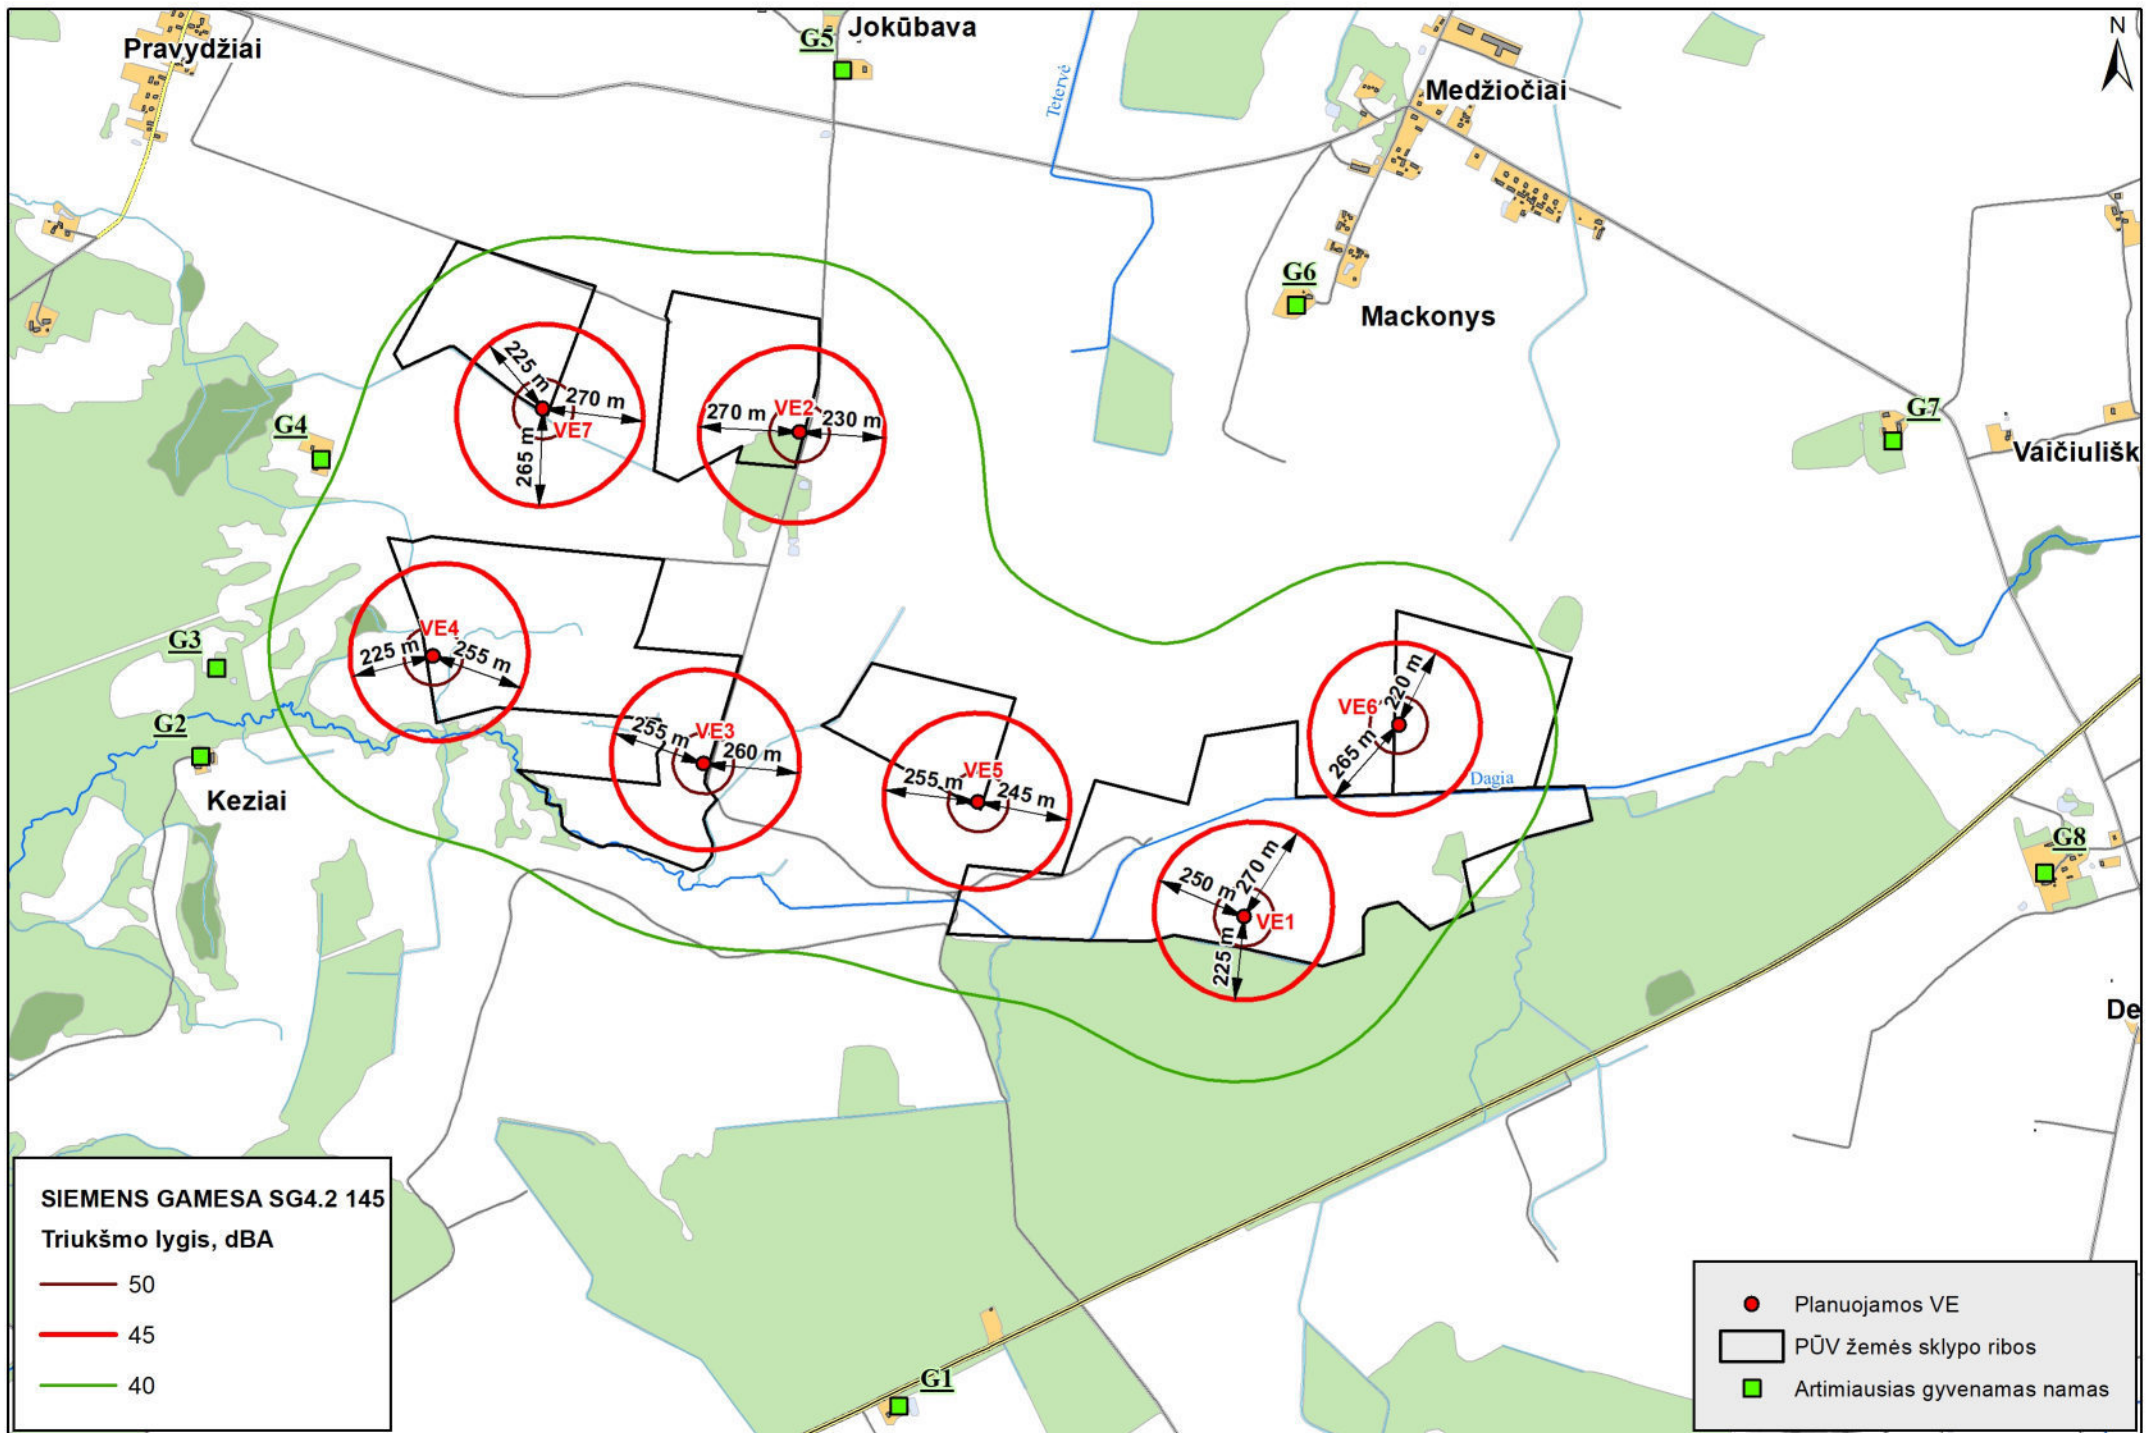 Pravydžiai
G5
Jokūbava
N
Tetervė
Medžiočiai
G6
Mackonys
225 m
270 m
VE7
265 m
270 m
VE2
230 m
G4
G7
Vaičiulišk
VE4
225 m
255 m
G3
G2
Keziai
255 m
VE3
260 m
255 m
VE5
245 m
220 m
VE6
265 m
Dagia
250 m
270 m
VE1
225 m
G8
De
SIEMENS GAMESA SG4.2 145
Triukšmo lygis, dBA
50
45
40
G1
Planuojamos VE
PŪV žemės sklypo ribos
Artimiausias gyvenamas namas